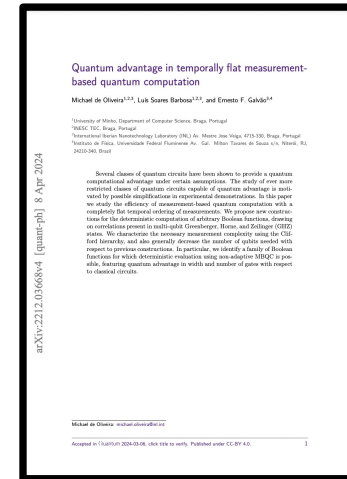 Quantum advantage in temporally flat measurement-
based quantum computation
Michael de Oliveira1,2,3, Luís Soares Barbosa1,2,3, and Ernesto F. Galvão3,4
1University of Minho, Department of Computer Science, Braga, Portugal
2INESC TEC, Braga, Portugal
3International Iberian Nanotechnology Laboratory (INL) Av. Mestre Jose Veiga, 4715-330, Braga, Portugal
4Instituto de Física, Universidade Federal Fluminense Av. Gal. Milton Tavares de Souza s/n, Niterói, RJ,
24210-340, Brazil
Several classes of quantum circuits have been shown to provide a quantum
computational advantage under certain assumptions. The study of ever more
restricted classes of quantum circuits capable of quantum advantage is moti-
vated by possible simplifications in experimental demonstrations. In this paper
we study the efficiency of measurement-based quantum computation with a
completely flat temporal ordering of measurements. We propose new construc-
tions for the deterministic computation of arbitrary Boolean functions, drawing
on correlations present in multi-qubit Greenberger, Horne, and Zeilinger (GHZ)
states. We characterize the necessary measurement complexity using the Clif-
ford hierarchy, and also generally decrease the number of qubits needed with
respect to previous constructions. In particular, we identify a family of Boolean
functions for which deterministic evaluation using non-adaptive MBQC is pos-
sible, featuring quantum advantage in width and number of gates with respect
to classical circuits.
arXiv:2212.03668v4 [quant-ph] 8 Apr 2024
Michael de Oliveira: michael.oliveira@inl.int
Accepted in Quantum 2024-03-06, click title to verify. Published under CC-BY 4.0. 1